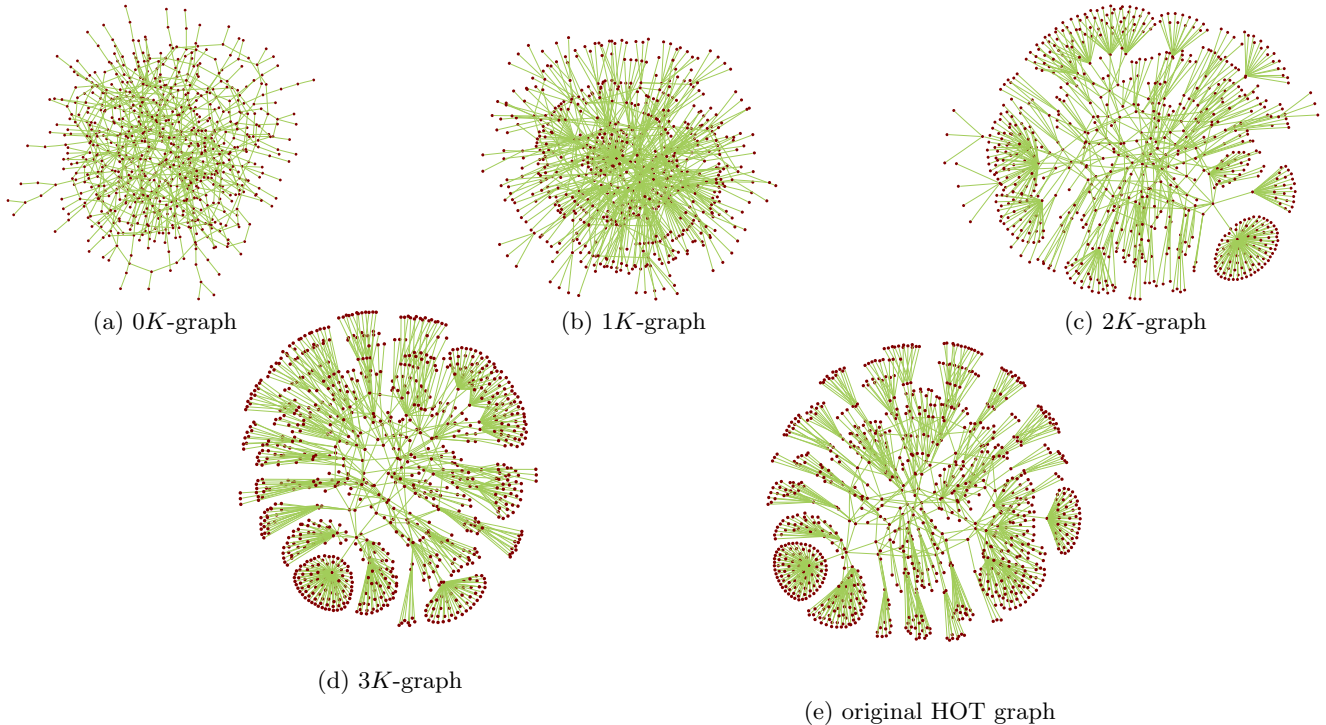 (a) 0K-graph
(b) 1K-graph
(c) 2K-graph
(d) 3K-graph
(e) original HOT graph